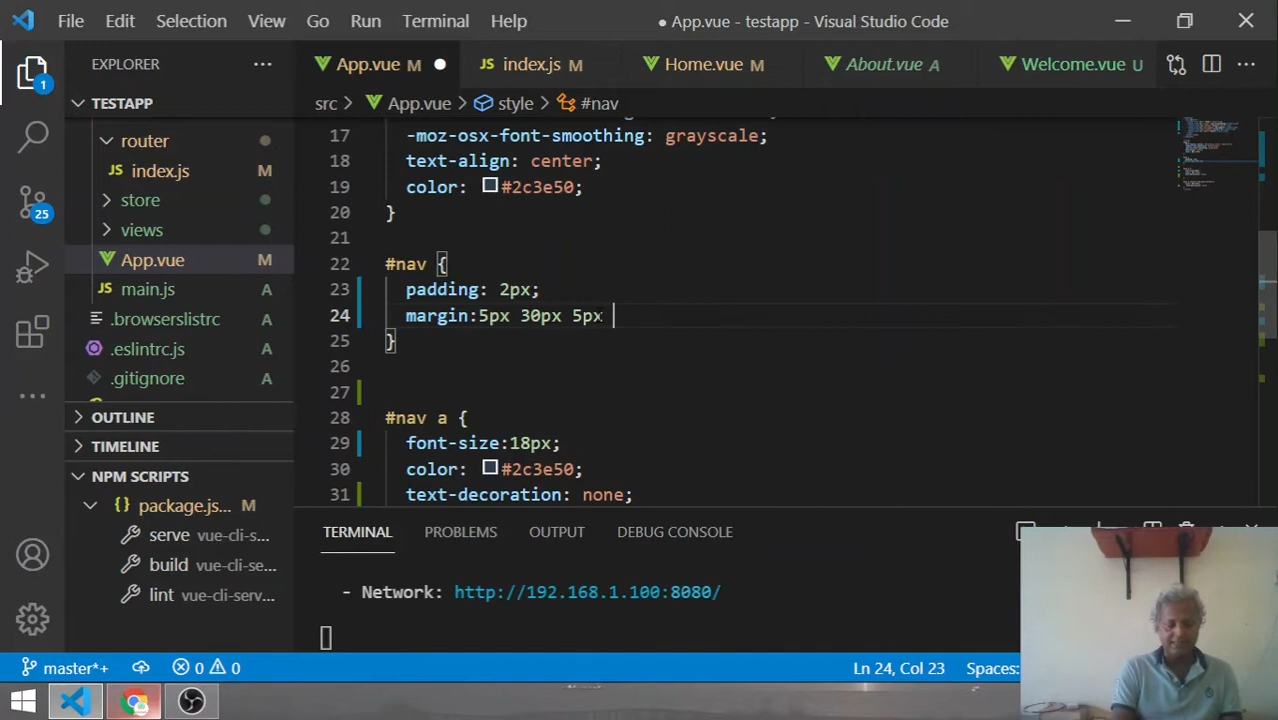 File Edit Selection View Go Run Terminal Help
● App.vue - testapp - Visual Studio Code
EXPLORER
App.vue M
JS index.js M
Home.vue M
About.vue A
Welcome.vue U
1
TESTAPP
src > App.vue > style > #nav
router
JS index.js M
store
views
App.vue M
JS main.js A
.browserslistrc A
.eslintrc.js A
.gitignore A
25
OUTLINE
TIMELINE
NPM SCRIPTS
{} package.js... M
serve vue-cli-s...
build vue-cli-se...
lint vue-cli-serv...
17 -moz-osx-font-smoothing: grayscale;
18 text-align: center;
19 color: #2c3e50;
20 }
21
22 #nav {
23 padding: 2px;
24 margin:5px 30px 5px
25 }
26
27
28 #nav a {
29 font-size:18px;
30 color: #2c3e50;
31 text-decoration: none;
TERMINAL PROBLEMS OUTPUT DEBUG CONSOLE
- Network: http://192.168.1.100:8080/
master*+ 0 0
Ln 24, Col 23 Spaces: